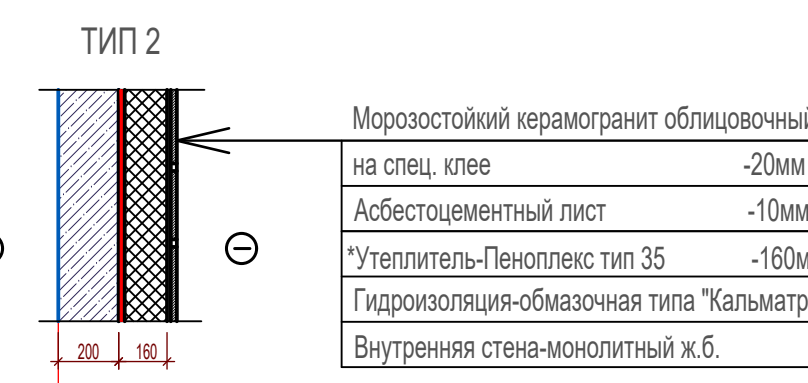 ТИП 2
Морозостойкий керамогранит облицовочный
на спец. клее -20мм
Асбестоцементный лист -10мм
*Утеплитель-Пеноплекс тип 35 -160м
Гидроизоляция-обмазочная типа "Кальматр
Внутренняя стена-монолитный ж.б.
200 160